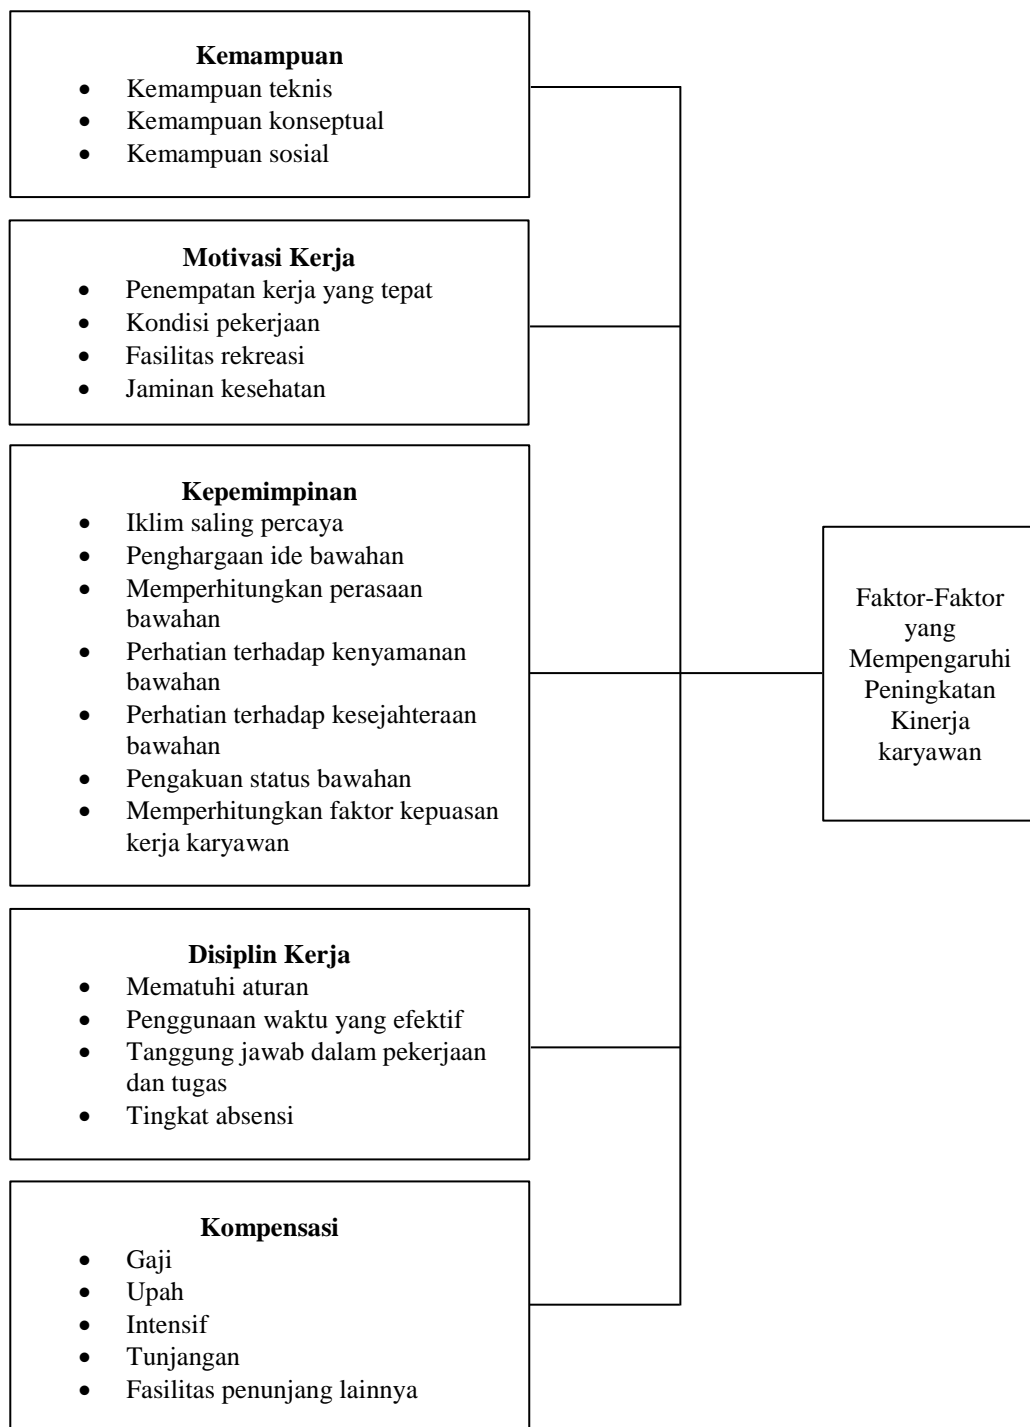 Kemampuan
• Kemampuan teknis
• Kemampuan konseptual
• Kemampuan sosial
Motivasi Kerja
• Penempatan kerja yang tepat
• Kondisi pekerjaan
• Fasilitas rekreasi
• Jaminan kesehatan
Kepemimpinan
• Iklim saling percaya
• Penghargaan ide bawahan
• Memperhitungkan perasaan
bawahan
• Perhatian terhadap kenyamanan
bawahan
• Perhatian terhadap kesejahteraan
bawahan
• Pengakuan status bawahan
• Memperhitungkan faktor kepuasan
kerja karyawan
Disiplin Kerja
• Mematuhi aturan
• Penggunaan waktu yang efektif
• Tanggung jawab dalam pekerjaan
dan tugas
• Tingkat absensi
Kompensasi
• Gaji
• Upah
• Intensif
• Tunjangan
• Fasilitas penunjang lainnya
Faktor-Faktor
yang
Mempengaruhi
Peningkatan
Kinerja
karyawan